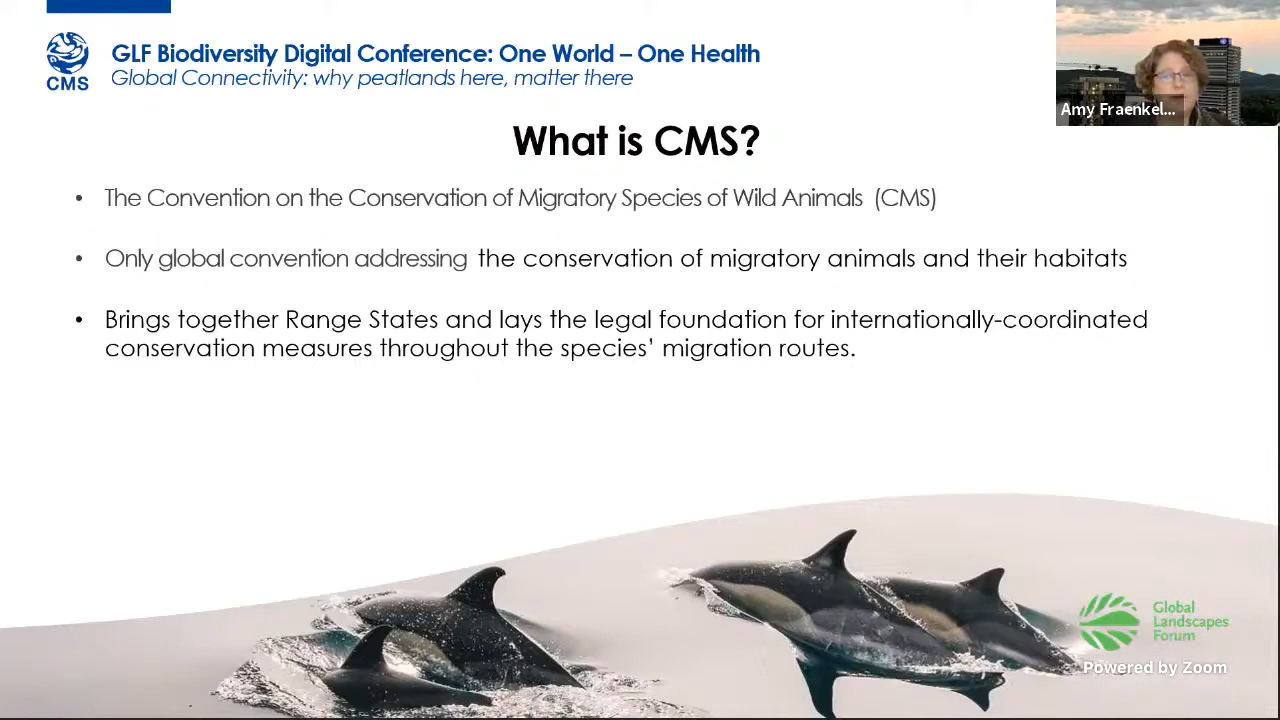 GLF Biodiversity Digital Conference: One World – One Health
Global Connectivity: why peatlands here, matter there
CMS
Amy Fraenkel...
What is CMS?
• The Convention on the Conservation of Migratory Species of Wild Animals (CMS)
• Only global convention addressing the conservation of migratory animals and their habitats
• Brings together Range States and lays the legal foundation for internationally-coordinated
conservation measures throughout the species’ migration routes.
Global
Landscapes
Forum
Powered by Zoom